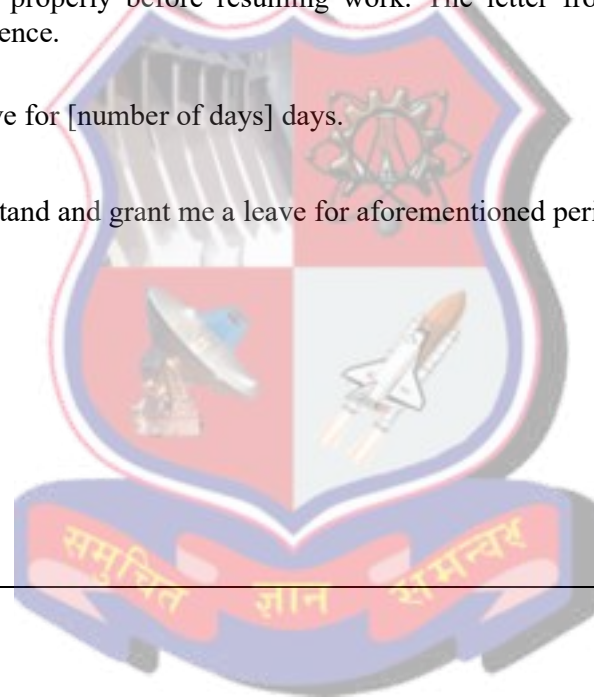 properly before resuming work. The letter fro
ence.
ve for [number of days] days.
tand and grant me a leave for aforementioned peri
समुचित ज्ञान समन्वर